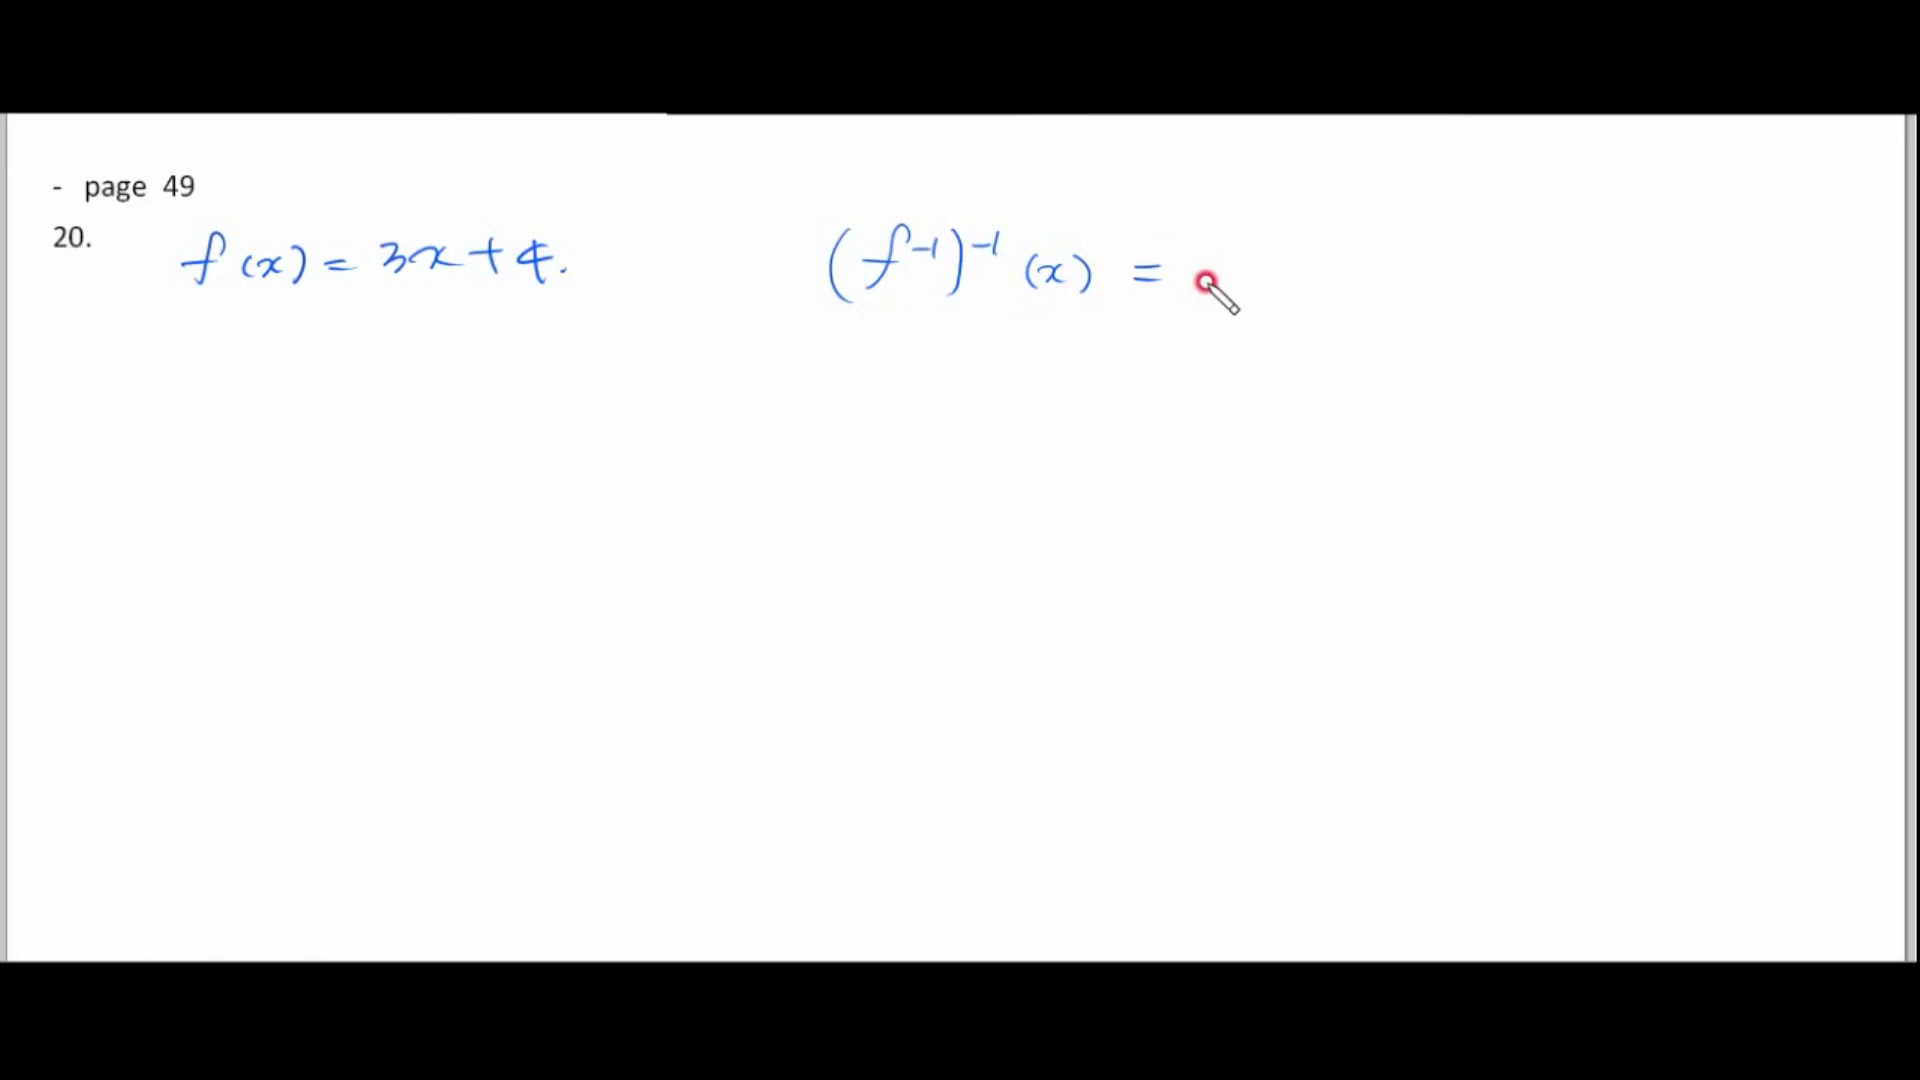 - page 49
20.
f(x) = 3x + 4. (f⁻¹)⁻¹(x) =